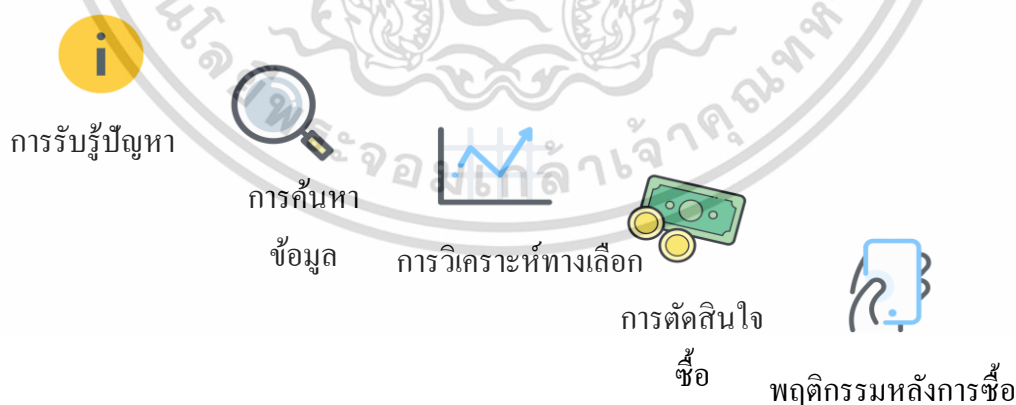 การรับรู้ปัญหา
การค้นหา
ข้อมูล
การวิเคราะห์ทางเลือก
การตัดสินใจ
ซื้อ
พฤติกรรมหลังการซื้อ